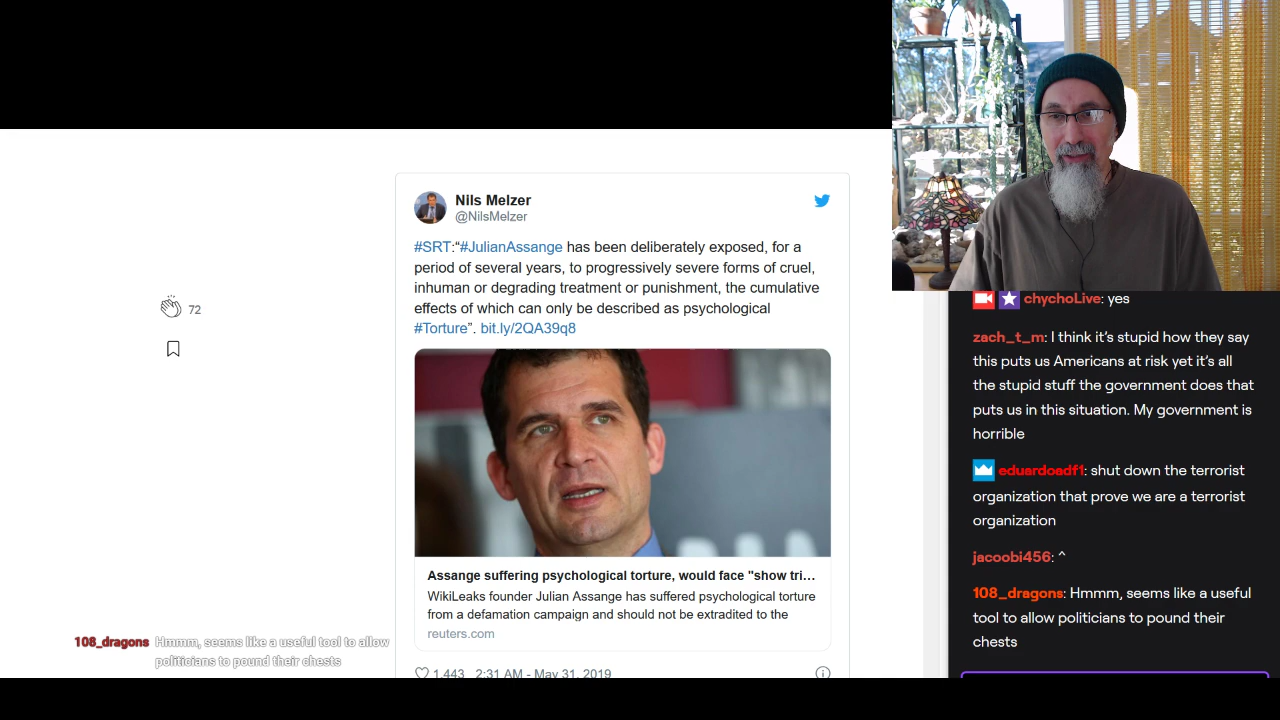 Nils Melzer
@NilsMelzer
#SRT:“#JulianAssange has been deliberately exposed, for a
period of several years, to progressively severe forms of cruel,
inhuman or degrading treatment or punishment, the cumulative
effects of which can only be described as psychological
#Torture”. bit.ly/2QA39q8
72
Assange suffering psychological torture, would face "show tri...
WikiLeaks founder Julian Assange has suffered psychological torture
from a defamation campaign and should not be extradited to the
reuters.com
1,443 2:31 AM - May 31, 2019
108_dragons Hmmm, seems like a useful tool to allow
politicians to pound their chests
chychoLive: yes
zach_t_m: I think it’s stupid how they say
this puts us Americans at risk yet it’s all
the stupid stuff the government does that
puts us in this situation. My government is
horrible
eduardoadf1: shut down the terrorist
organization that prove we are a terrorist
organization
jacoobi456: ^
108_dragons: Hmmm, seems like a useful
tool to allow politicians to pound their
chests